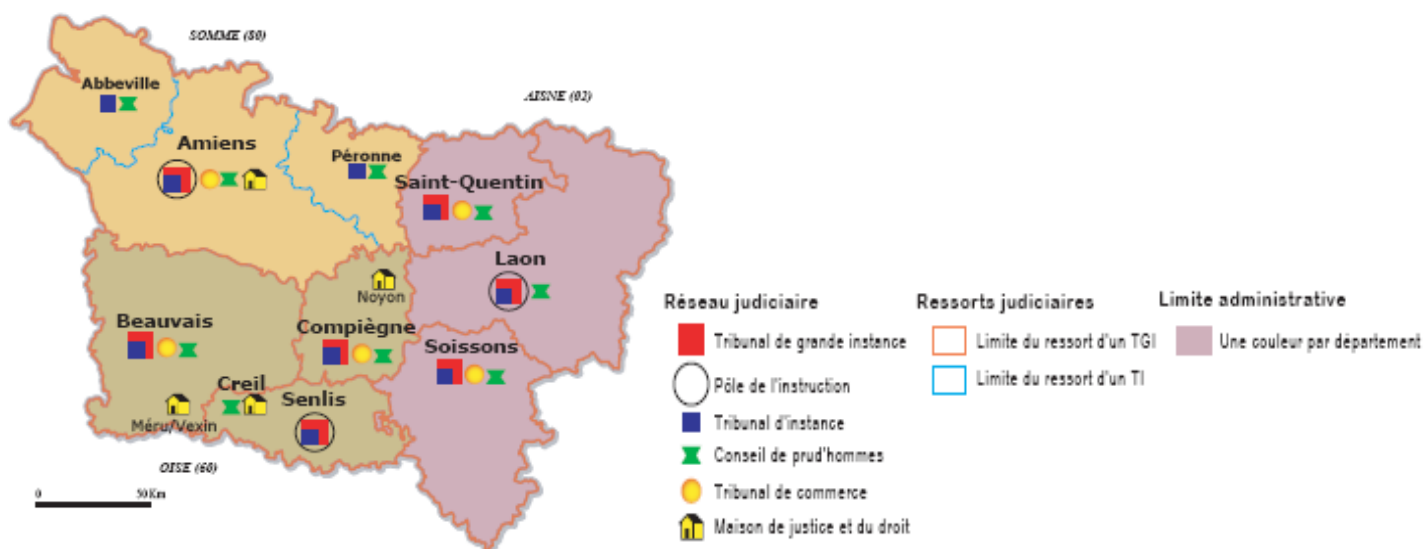 SOMME (80)
Abbeville
AISNE (02)
Amiens
Péronne
Saint-Quentin
Laon
Noyon
Beauvais
Compiègne
Soissons
Creil
Senlis
Méru/Vexin
OISE (60)
0 50 Km
Réseau judiciaire
Tribunal de grande instance
Pôle de l'instruction
Tribunal d'instance
Conseil de prud'hommes
Tribunal de commerce
Maison de justice et du droit
Ressorts judiciaires
Limite du ressort d'un TGI
Limite du ressort d'un TI
Limite administrative
Une couleur par département